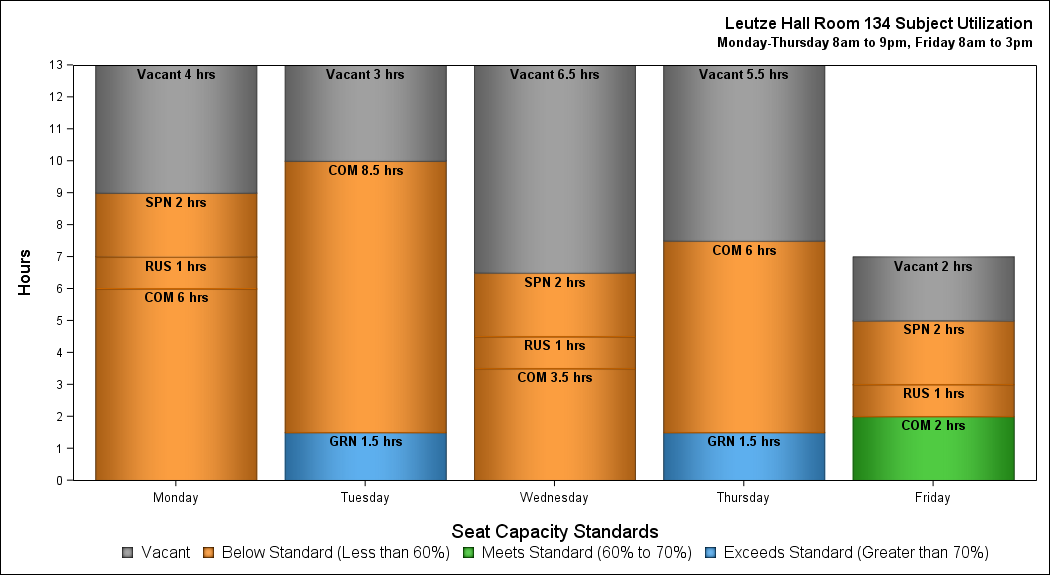 Leutze Hall Room 134 Subject Utilization
Monday-Thursday 8am to 9pm, Friday 8am to 3pm
Hours
13
12
11
10
9
8
7
6
5
4
3
2
1
0
Vacant 4 hrs
SPN 2 hrs
RUS 1 hrs
COM 6 hrs
Vacant 3 hrs
COM 8.5 hrs
GRN 1.5 hrs
Vacant 6.5 hrs
SPN 2 hrs
RUS 1 hrs
COM 3.5 hrs
Vacant 5.5 hrs
COM 6 hrs
GRN 1.5 hrs
Vacant 2 hrs
SPN 2 hrs
RUS 1 hrs
COM 2 hrs
Monday Tuesday Wednesday Thursday Friday
Seat Capacity Standards
Vacant Below Standard (Less than 60%) Meets Standard (60% to 70%) Exceeds Standard (Greater than 70%)